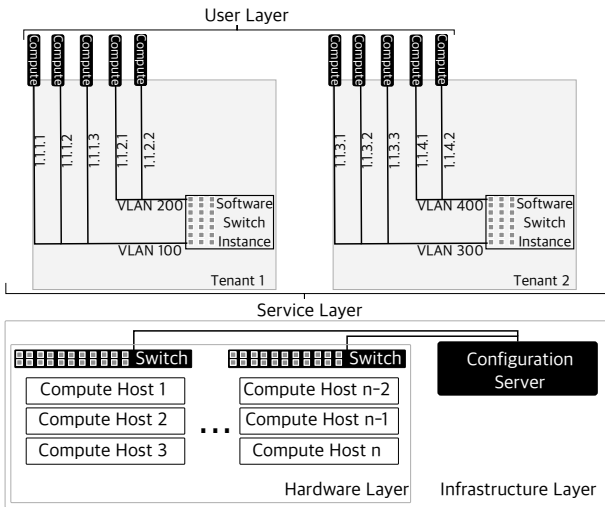 User Layer
Compute
Compute
Compute
Compute
Compute
Compute
Compute
Compute
Compute
Compute
1.1.1.1
1.1.1.2
1.1.1.3
1.1.2.1
1.1.2.2
1.1.3.1
1.1.3.2
1.1.3.3
1.1.4.1
1.1.4.2
VLAN 200
Software
Switch
Instance
VLAN 100
Tenant 1
VLAN 400
Software
Switch
Instance
VLAN 300
Tenant 2
Service Layer
Switch
Switch
Configuration
Server
Compute Host 1
Compute Host 2
Compute Host 3
...
Compute Host n-2
Compute Host n-1
Compute Host n
Hardware Layer
Infrastructure Layer